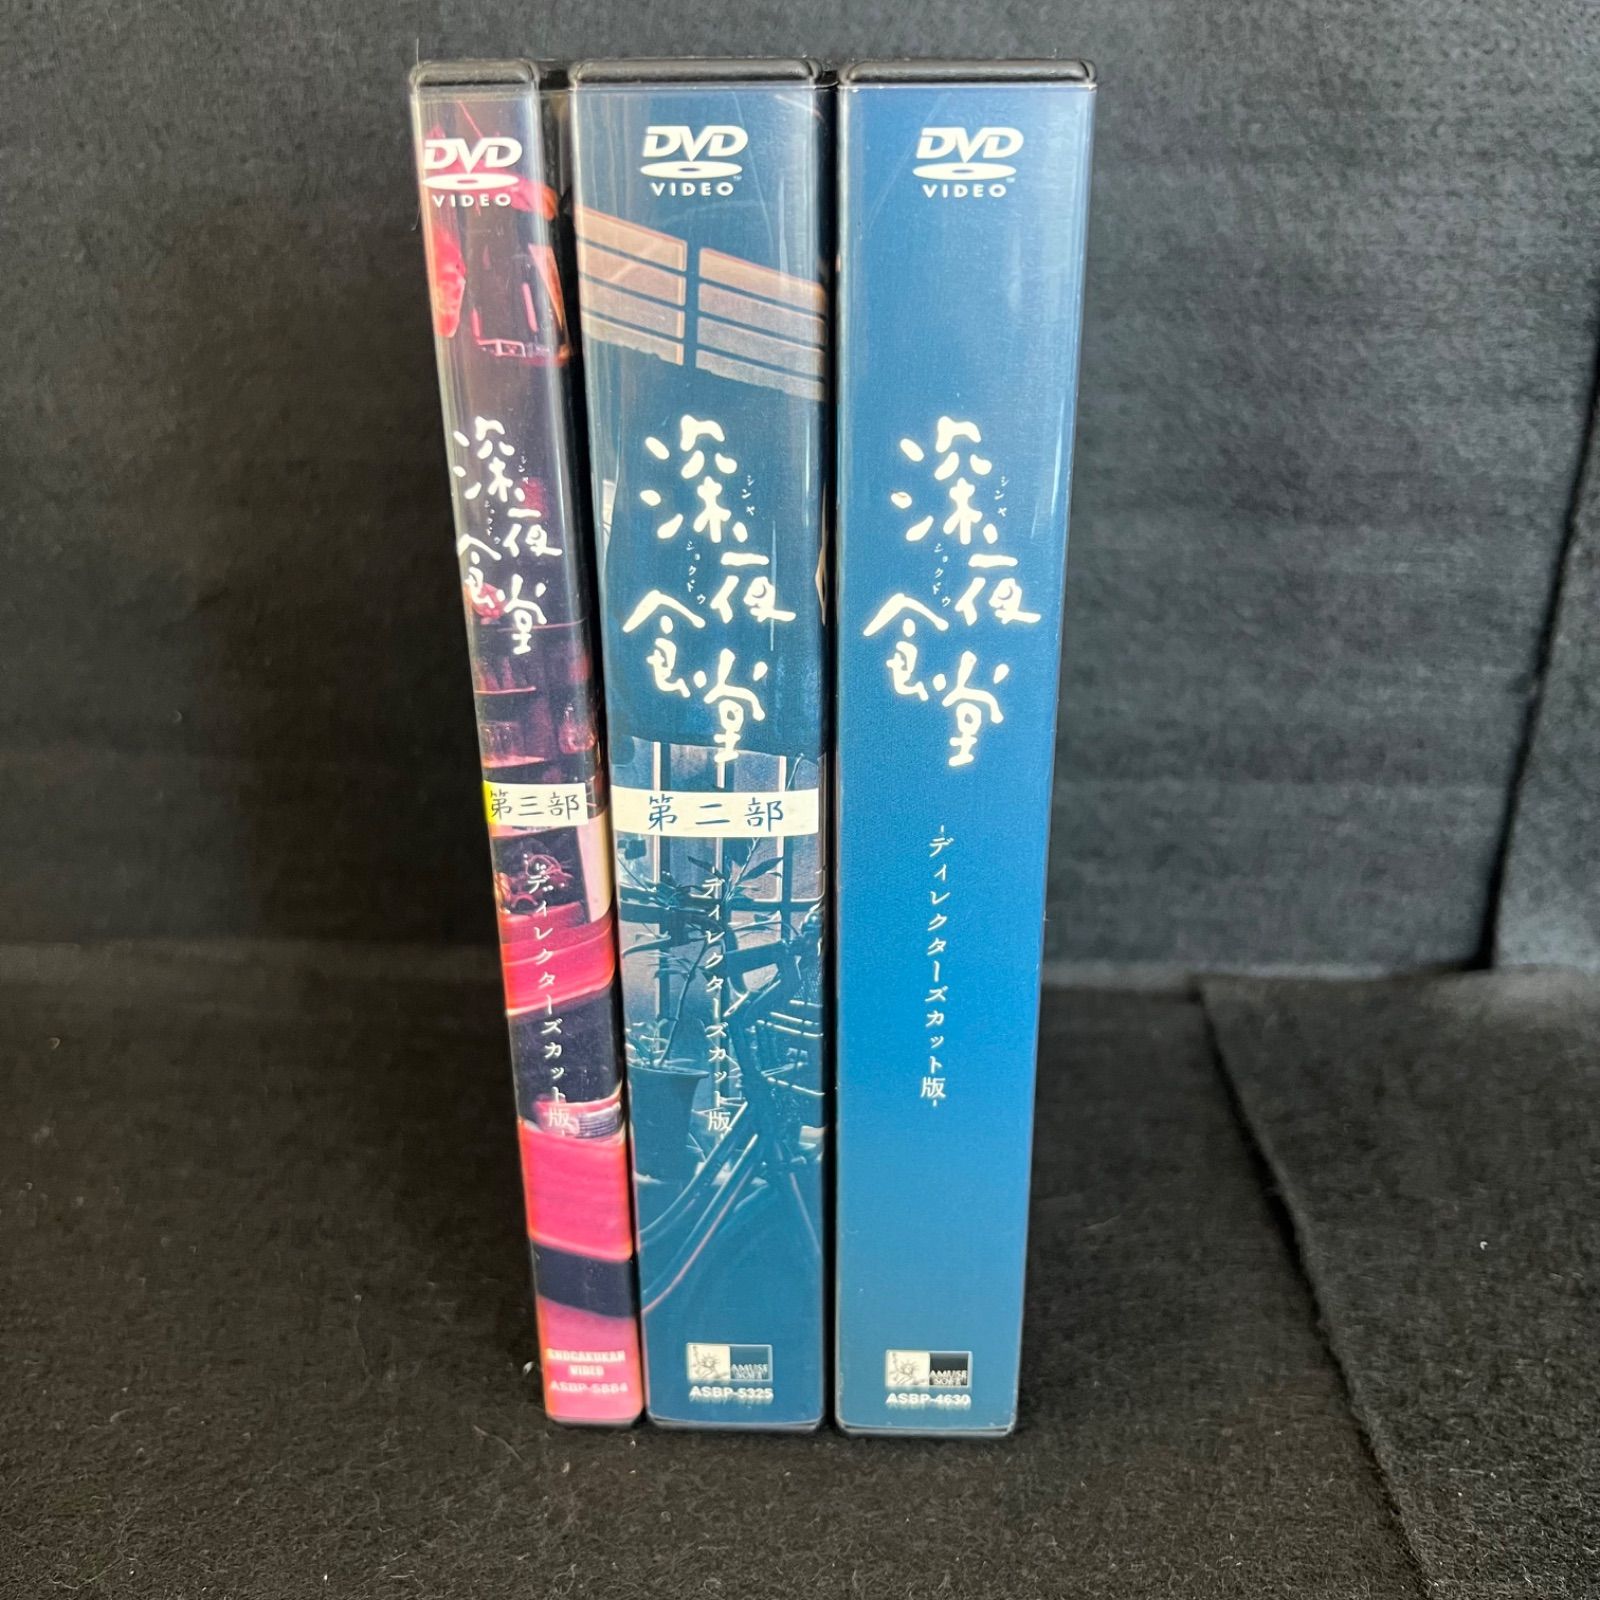 DVD
VIDEO
深夜食堂
シンヤ
ショクドウ
第三部
-ディレクターズカット版-
SHOGAKUKAN
VIDEO
ASBP-5884
DVD
VIDEO
深夜食堂
シンヤ
ショクドウ
第二部
-ディレクターズカット版-
AMUSE
SOFT
ASBP-5325
DVD
VIDEO
深夜食堂
シンヤ
ショクドウ
-ディレクターズカット版-
AMUSE
SOFT
ASBP-4630